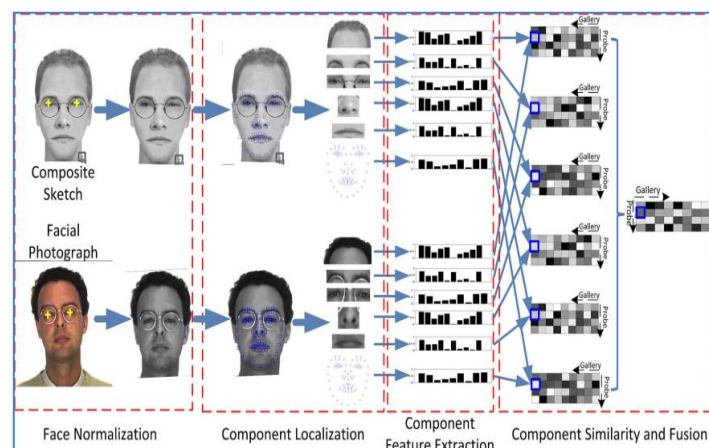 Composite
Sketch
Facial
Photograph
Gallery
Probe
Gallery
Probe
Gallery
Probe
Gallery
Probe
Gallery
Probe
Gallery
Probe
Gallery
Probe
Face Normalization
Component Localization
Component
Feature Extraction
Component Similarity and Fusion